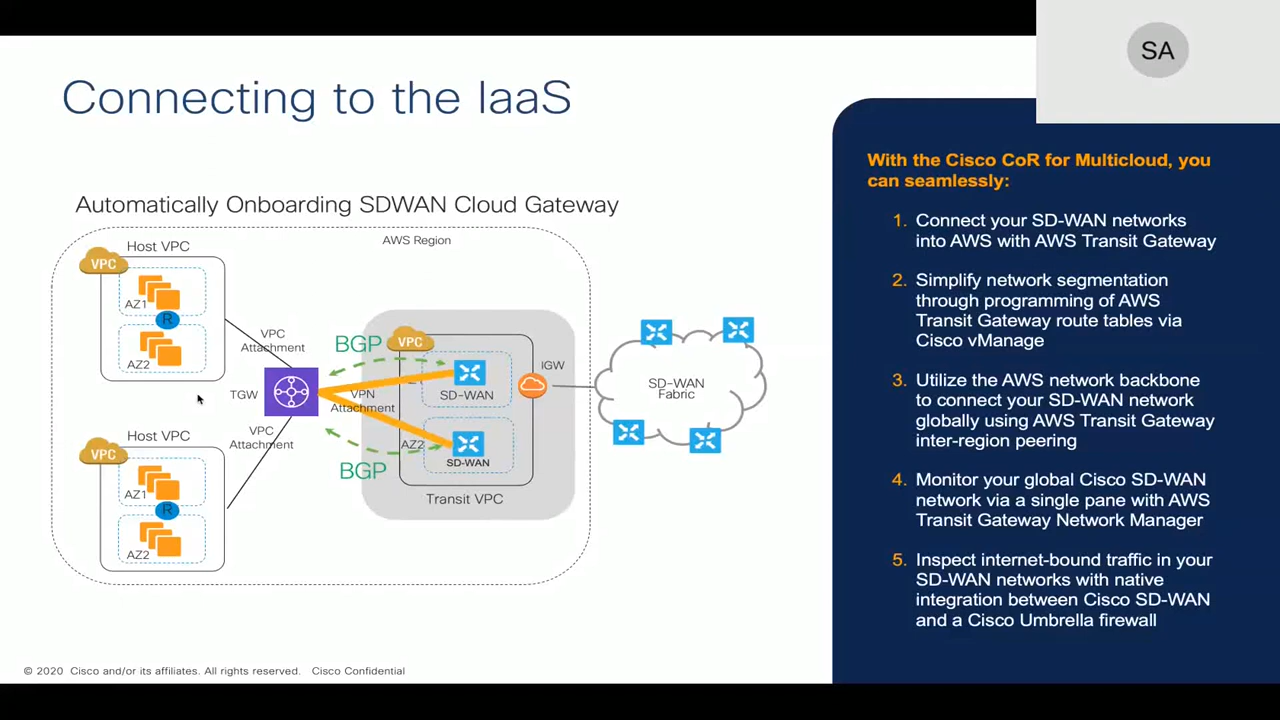 SA
Connecting to the IaaS
Automatically Onboarding SDWAN Cloud Gateway
AWS Region
Host VPC
VPC
AZ1
R
AZ2
VPC
Attachment
TGW
VPC
Attachment
Host VPC
VPC
AZ1
R
AZ2
BGP
VPN
Attachment
BGP
VPC
SD-WAN
AZ2
SD-WAN
Transit VPC
IGW
SD-WAN
Fabric
With the Cisco CoR for Multicloud, you
can seamlessly:
1. Connect your SD-WAN networks
into AWS with AWS Transit Gateway
2. Simplify network segmentation
through programming of AWS
Transit Gateway route tables via
Cisco vManage
3. Utilize the AWS network backbone
to connect your SD-WAN network
globally using AWS Transit Gateway
inter-region peering
4. Monitor your global Cisco SD-WAN
network via a single pane with AWS
Transit Gateway Network Manager
5. Inspect internet-bound traffic in your
SD-WAN networks with native
integration between Cisco SD-WAN
and a Cisco Umbrella firewall
© 2020 Cisco and/or its affiliates. All rights reserved. Cisco Confidential